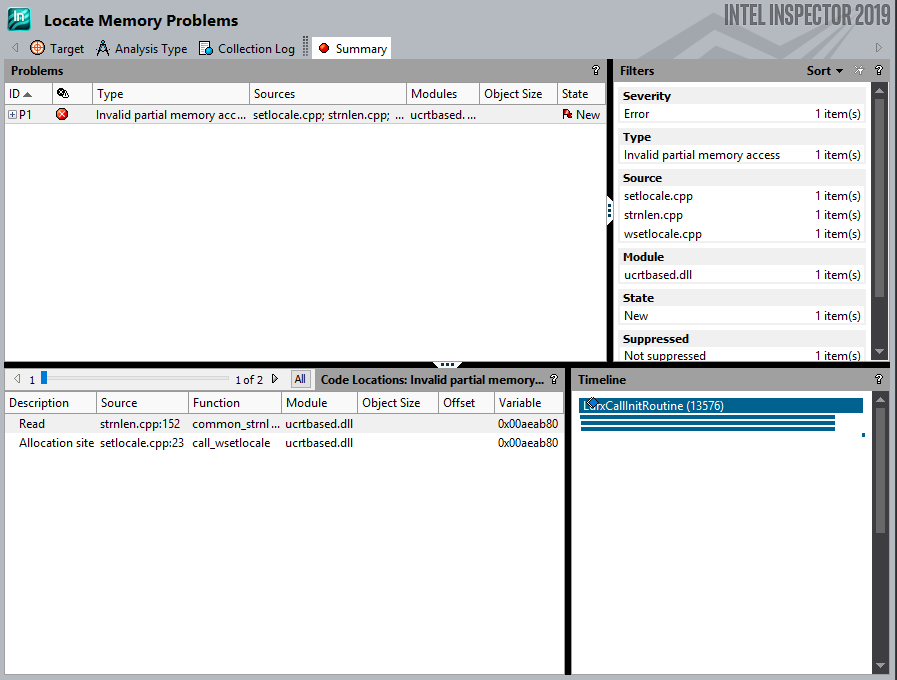 In
Locate Memory Problems
INTEL INSPECTOR 2019
Target Analysis Type Collection Log Summary
Problems ?
ID Type Sources Modules Object Size State
P1 Invalid partial memory acc... setlocale.cpp; strnlen.cpp; ... ucrtbased. ... New
Filters Sort ?
Severity
Error 1 item(s)
Type
Invalid partial memory access 1 item(s)
Source
setlocale.cpp 1 item(s)
strnlen.cpp 1 item(s)
wsetlocale.cpp 1 item(s)
Module
ucrtbased.dll 1 item(s)
State
New 1 item(s)
Suppressed
Not suppressed 1 item(s)
1 1 of 2 All Code Locations: Invalid partial memory... ?
Description Source Function Module Object Size Offset Variable
Read strnlen.cpp:152 common_strnl ... ucrtbased.dll 0x00aeab80
Allocation site setlocale.cpp:23 call_wsetlocale ucrtbased.dll 0x00aeab80
Timeline ?
(13576)